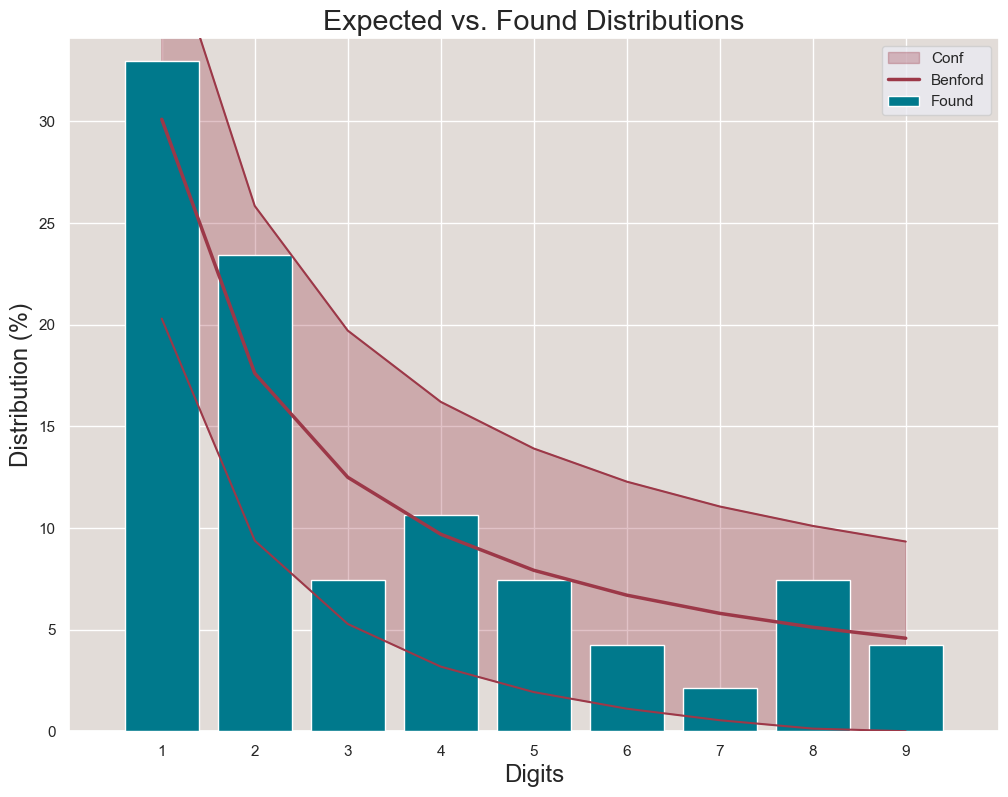 Expected vs. Found Distributions
Conf
Benford
Found
Distribution (%)
30
25
20
15
10
5
0
1 2 3 4 5 6 7 8 9
Digits